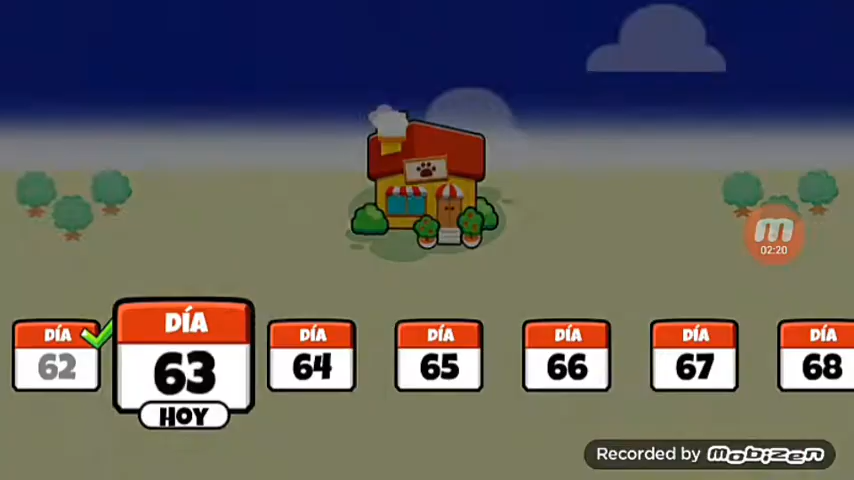 m
02:20
DÍA
62
DÍA
63
HOY
DÍA
64
DÍA
65
DÍA
66
DÍA
67
DÍA
68
Recorded by mobizen